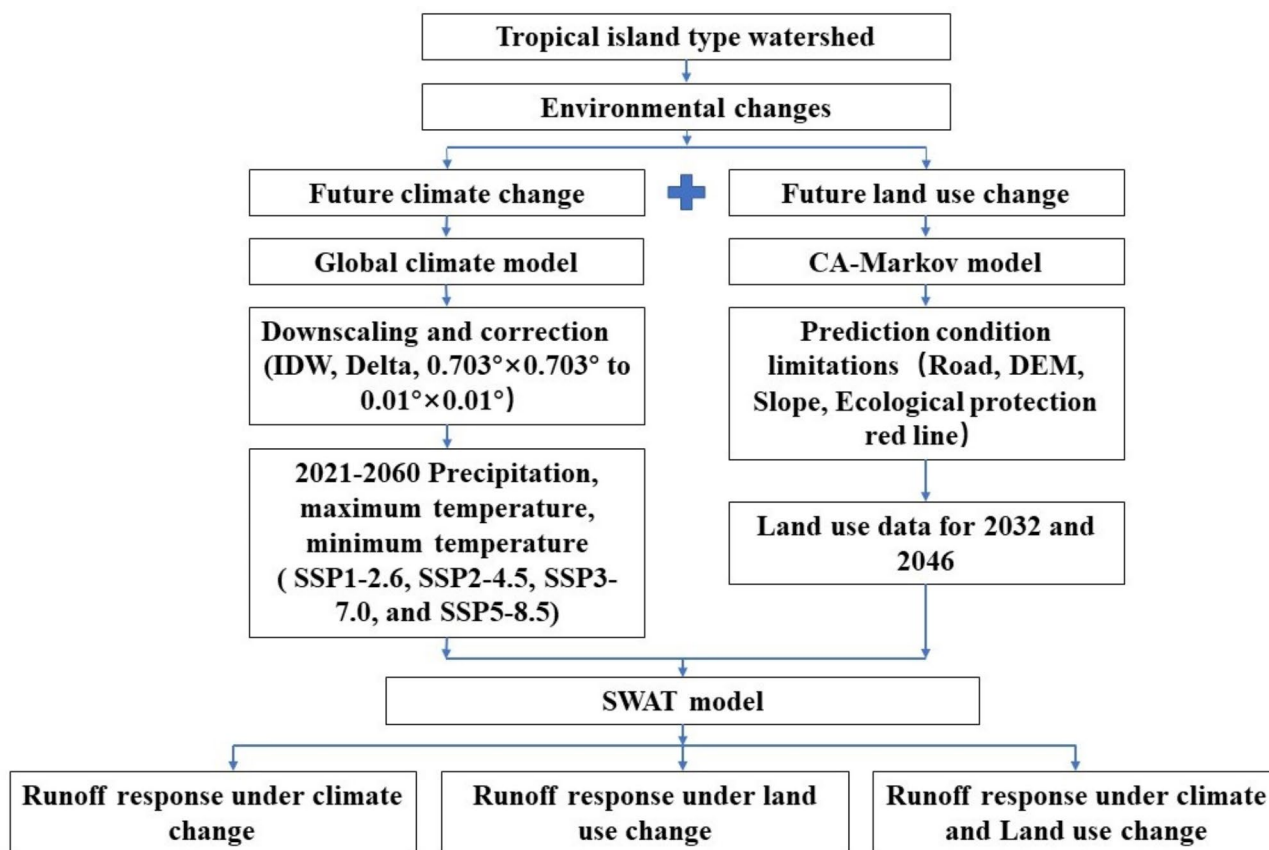 Tropical island type watershed
Environmental changes
Future climate change
Future land use change
Global climate model
CA-Markov model
Downscaling and correction
(IDW, Delta, 0.703°×0.703° to
0.01°×0.01°）
Prediction condition
limitations（Road, DEM,
Slope, Ecological protection
red line）
2021-2060 Precipitation,
maximum temperature,
minimum temperature
( SSP1-2.6, SSP2-4.5, SSP3-
7.0, and SSP5-8.5)
Land use data for 2032 and
2046
SWAT model
Runoff response under climate
change
Runoff response under land
use change
Runoff response under climate
and Land use change